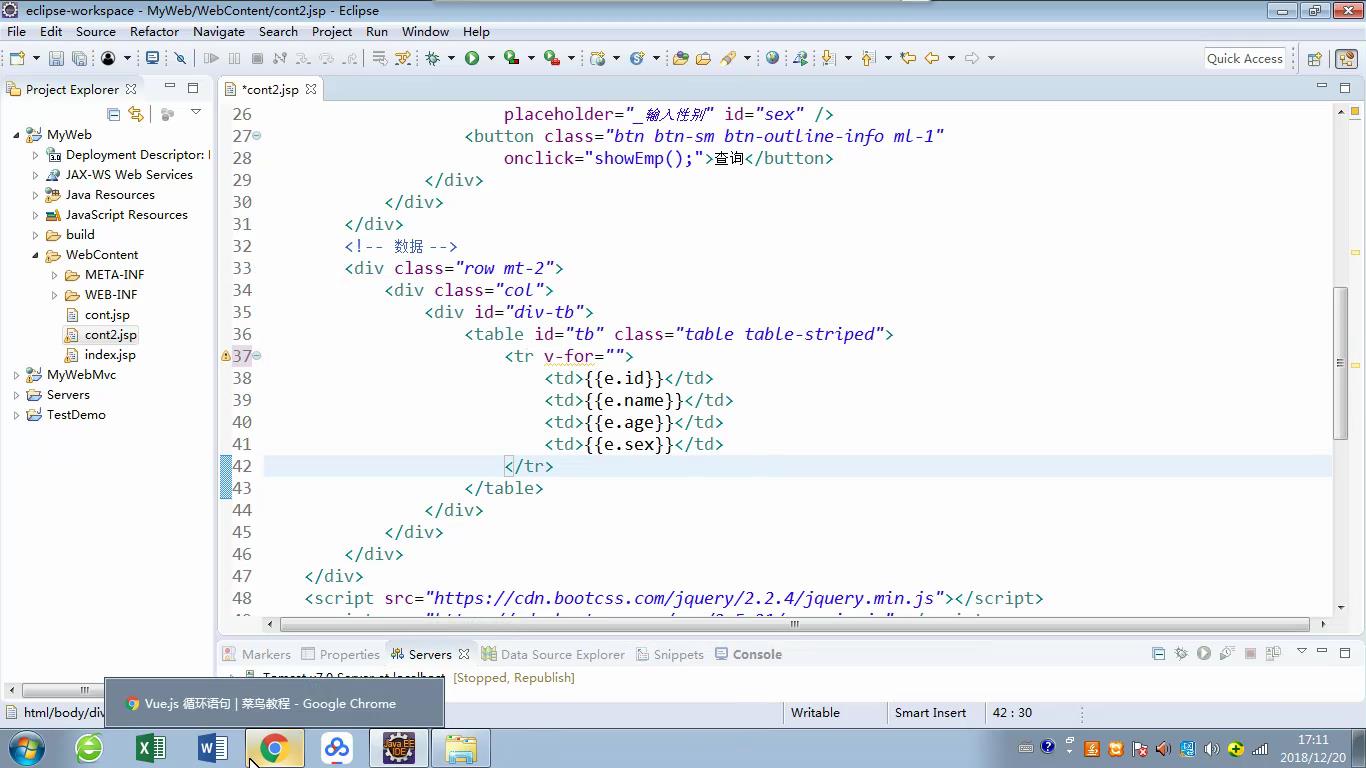 eclipse-workspace - MyWeb/WebContent/cont2.jsp - Eclipse
File Edit Source Refactor Navigate Search Project Run Window Help
Quick Access
Project Explorer
*cont2.jsp
MyWeb
Deployment Descriptor:
JAX-WS Web Services
Java Resources
JavaScript Resources
build
WebContent
META-INF
WEB-INF
cont.jsp
cont2.jsp
index.jsp
MyWebMvc
Servers
TestDemo
26 placeholder="_输入性别" id="sex" />
27 <button class="btn btn-sm btn-outline-info ml-1"
28 onclick="showEmp();">查询</button>
29 </div>
30 </div>
31 </div>
32 <!-- 数据 -->
33 <div class="row mt-2">
34 <div class="col">
35 <div id="div-tb">
36 <table id="tb" class="table table-striped">
37 <tr v-for="">
38 <td>{{e.id}}</td>
39 <td>{{e.name}}</td>
40 <td>{{e.age}}</td>
41 <td>{{e.sex}}</td>
42 </tr>
43 </table>
44 </div>
45 </div>
46 </div>
47 </div>
48 <script src="https://cdn.bootcss.com/jquery/2.2.4/jquery.min.js"></script>
Markers Properties Servers Data Source Explorer Snippets Console
[Stopped, Republish]
Vue.js 循环语句 | 菜鸟教程 - Google Chrome
html/body/div
Writable
Smart Insert
42 : 30
Java EE
IDE
17:11
2018/12/20